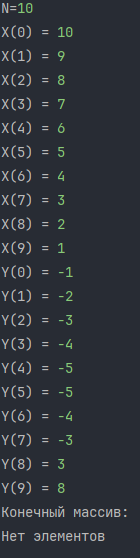 N=10
X(0) = 10
X(1) = 9
X(2) = 8
X(3) = 7
X(4) = 6
X(5) = 5
X(6) = 4
X(7) = 3
X(8) = 2
X(9) = 1
Y(0) = -1
Y(1) = -2
Y(2) = -3
Y(3) = -4
Y(4) = -5
Y(5) = -5
Y(6) = -4
Y(7) = -3
Y(8) = 3
Y(9) = 8
Конечный массив:
Нет элементов